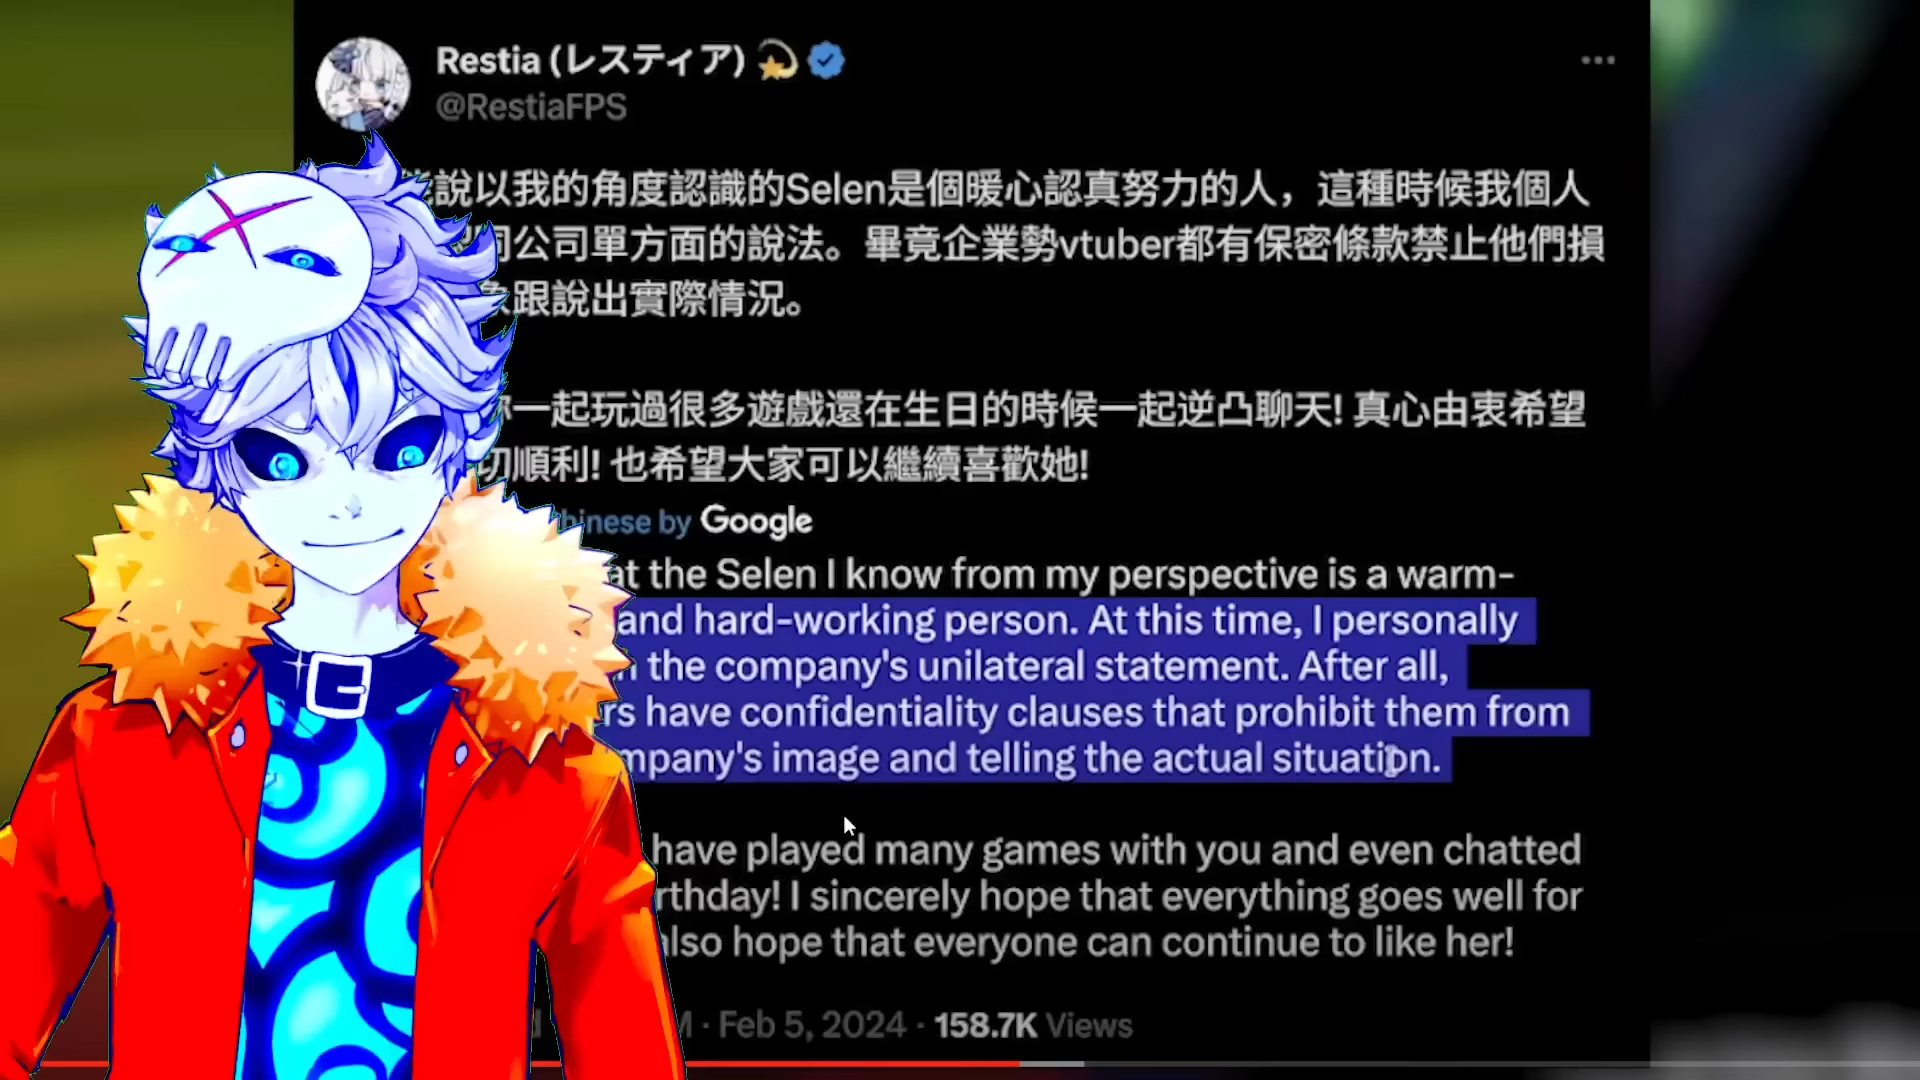 Restia (レスティア)
@RestiaFPS
說以我的角度認識的Selen是個暖心認真努力的人，這種時候我個人
同公司單方面的說法。畢竟企業勢vtuber都有保密條款禁止他們損
跟說出實際情況。
一起玩過很多遊戲還在生日的時候一起逆凸聊天! 真心由衷希望
切順利! 也希望大家可以繼續喜歡她!
by Google
the Selen I know from my perspective is a warm-
and hard-working person. At this time, I personally
the company's unilateral statement. After all,
have confidentiality clauses that prohibit them from
image and telling the actual situation.
have played many games with you and even chatted
I sincerely hope that everything goes well for
also hope that everyone can continue to like her!
· Feb 5, 2024 · 158.7K Views